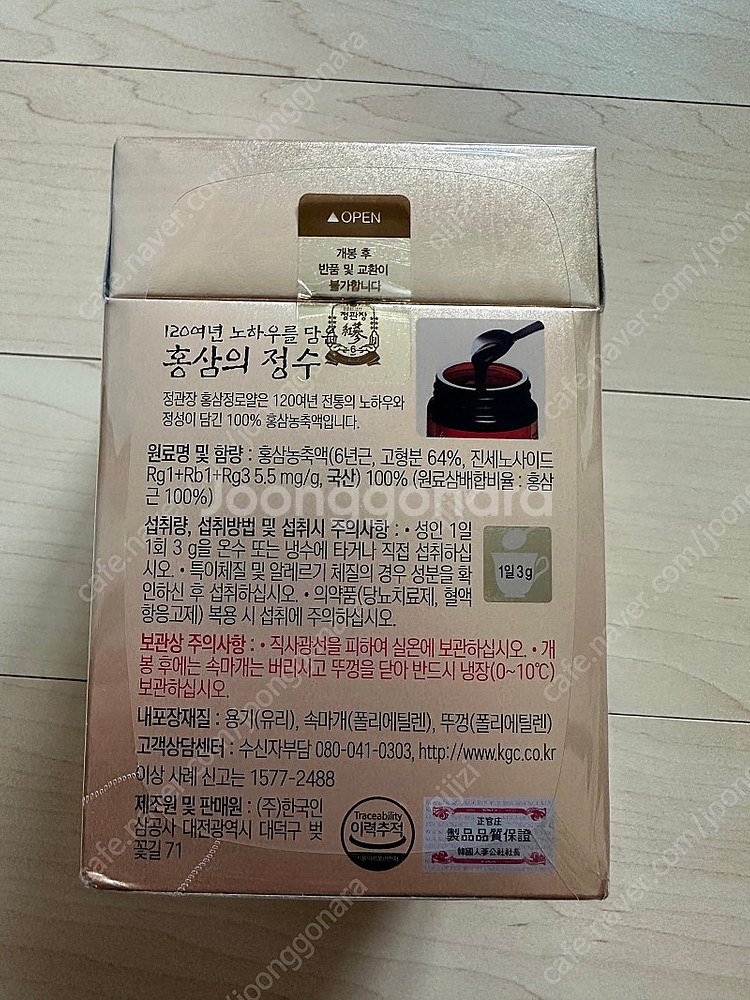 ▲OPEN
개봉 후
반품 및 교환이
불가합니다
정관장
6
120여년 노하우를 담은
홍삼의 정수
정관장 홍삼정로얄은 120여년 전통의 노하우와
정성이 담긴 100% 홍삼농축액입니다.
원료명 및 함량 : 홍삼농축액(6년근, 고형분 64%, 진세노사이드
Rg1+Rb1+Rg3 5.5 mg/g, 국산) 100% (원료삼배합비율 : 홍삼
근 100%)
섭취량, 섭취방법 및 섭취시 주의사항 : • 성인 1일
1회 3 g을 온수 또는 냉수에 타거나 직접 섭취하십
시오. • 특이체질 및 알레르기 체질의 경우 성분을 확
인하신 후 섭취하십시오. • 의약품(당뇨치료제, 혈액
항응고제) 복용 시 섭취에 주의하십시오.
1일 3 g
보관상 주의사항 : • 직사광선을 피하여 실온에 보관하십시오. • 개
봉 후에는 속마개는 버리시고 뚜껑을 닫아 반드시 냉장(0~10℃)
보관하십시오.
내포장재질 : 용기(유리), 속마개(폴리에틸렌), 뚜껑(폴리에틸렌)
고객상담센터 : 수신자부담 080-041-0303, http://www.kgc.co.kr
이상 사례 신고는 1577-2488
제조원 및 판매원 : (주)한국인
삼공사 대전광역시 대덕구 벚
꽃길 71
Traceability
이력추적
正官庄
製品品質保證
韓國人蔘公社社長
Joonggonara
cafe.naver.com/joonggonara